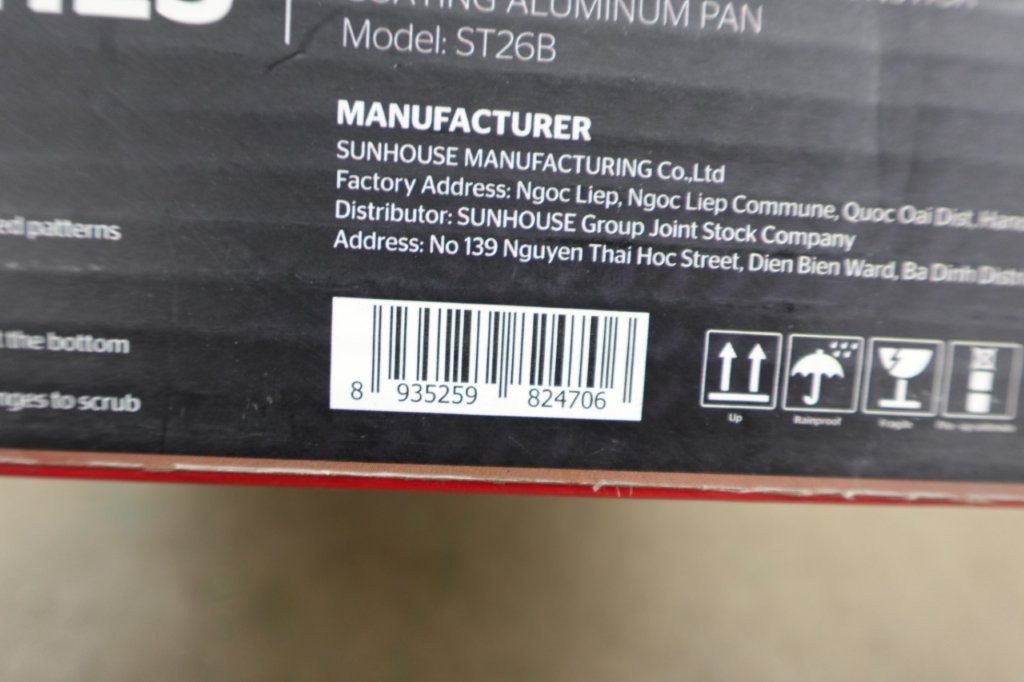 COATING ALUMINUM PAN
Model: ST26B
MANUFACTURER
SUNHOUSE MANUFACTURING Co.,Ltd
Factory Address: Ngoc Liep, Ngoc Liep Commune, Quoc Oai Dist,
Distributor: SUNHOUSE Group Joint Stock Company
Address: No 139 Nguyen Thai Hoc Street, Dien Bien Ward, Ba Dinh
patterns
the bottom
to scrub
8 935259 824706
Up
Rainproof
Fragile